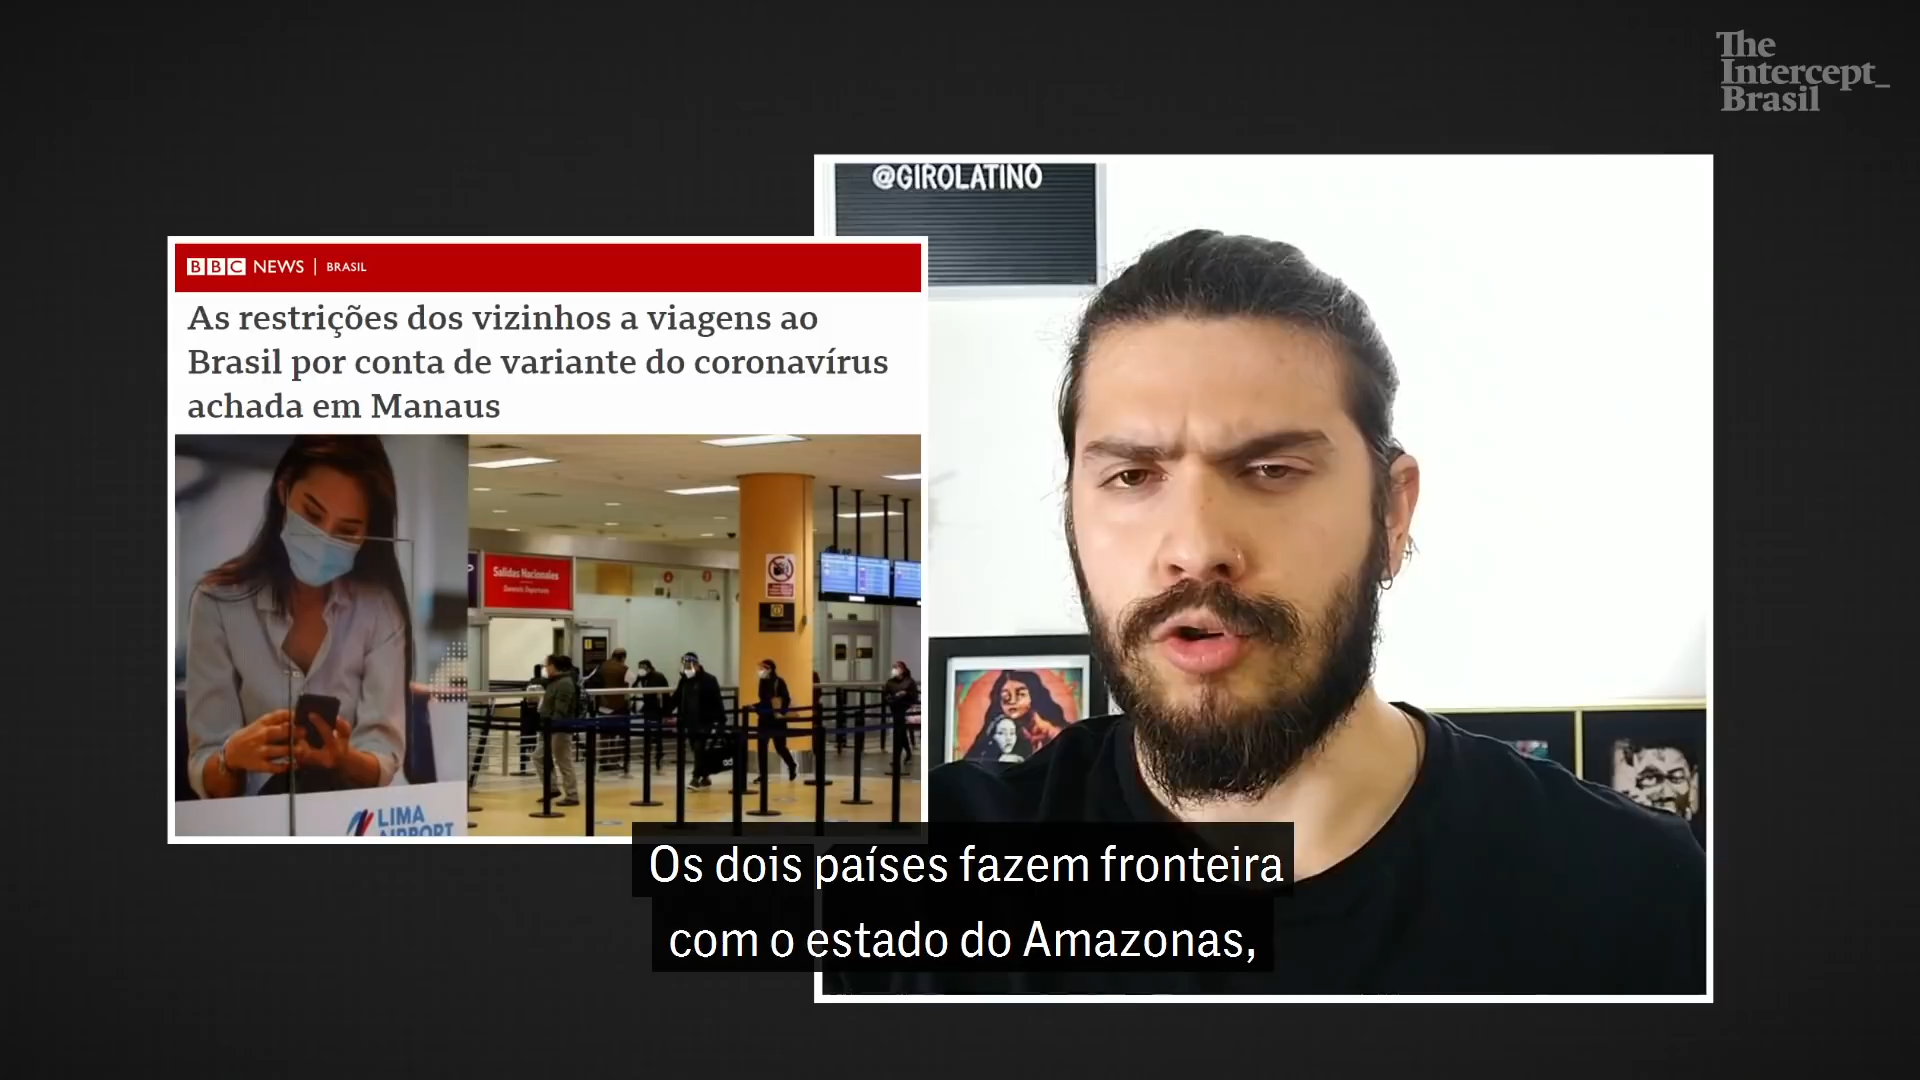 The
Intercept_
Brasil
@GIROLATINO
BBC NEWS | BRASIL
As restrições dos vizinhos a viagens ao
Brasil por conta de variante do coronavírus
achada em Manaus
Salidas Nacionales
LIMA
AIRPORT
Os dois países fazem fronteira
com o estado do Amazonas,